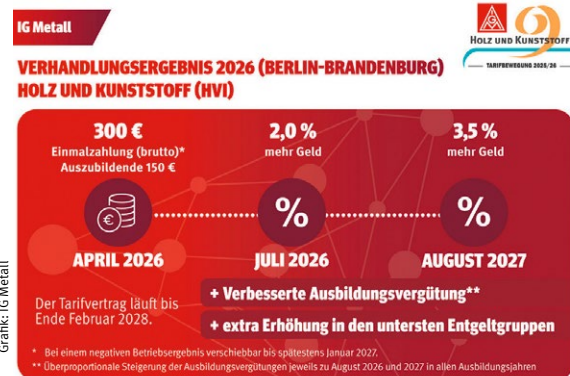 IG Metall
HOLZ UND KUNSTSTOFF
TARIFBEWEGUNG 2025/26
VERHANDLUNGSERGEBNIS 2026 (BERLIN-BRANDENBURG)
HOLZ UND KUNSTSTOFF (HVI)
300 €
Einmalzahlung (brutto)*
Auszubildende 150 €
APRIL 2026
2,0 %
mehr Geld
%
JULI 2026
3,5 %
mehr Geld
%
AUGUST 2027
Der Tarifvertrag läuft bis
Ende Februar 2028.
+ Verbesserte Ausbildungsvergütung**
+ extra Erhöhung in den untersten Entgeltgruppen
* Bei einem negativen Betriebsergebnis verschiebbar bis spätestens Januar 2027.
** Überproportionale Steigerung der Ausbildungsvergütungen jeweils zu August 2026 und 2027 in allen Ausbildungsjahren
Grafik: IG Metall